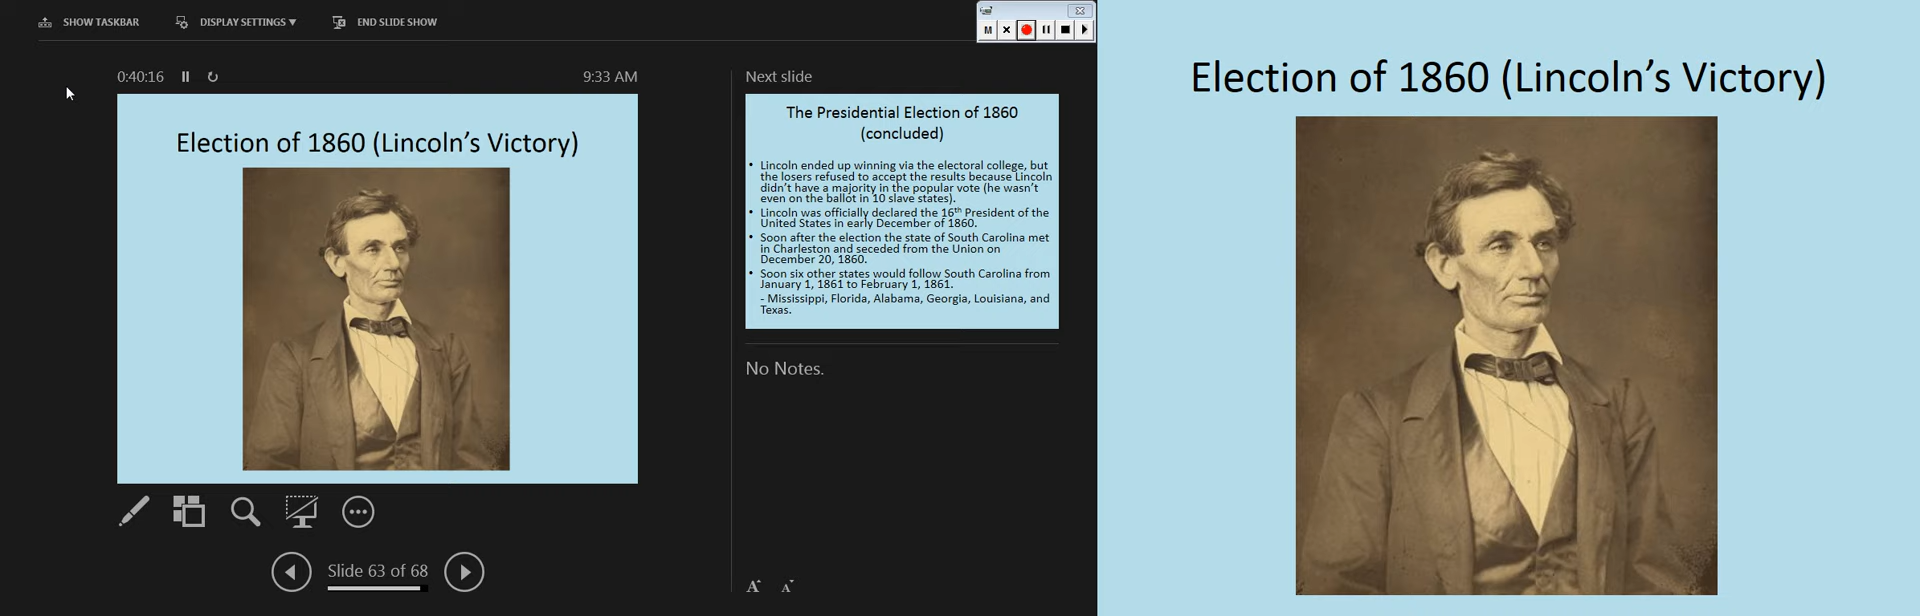 SHOW TASKBAR
DISPLAY SETTINGS ▾
END SLIDE SHOW
M
0:40:16
9:33 AM
Election of 1860 (Lincoln's Victory)
Slide 63 of 68
Next slide
The Presidential Election of 1860
(concluded)
• Lincoln ended up winning via the electoral college, but
the losers refused to accept the results because Lincoln
didn't have a majority in the popular vote (he wasn't
even on the ballot in 10 slave states).
• Lincoln was officially declared the 16th President of the
United States in early December of 1860.
• Soon after the election the state of South Carolina met
in Charleston and seceded from the Union on
December 20, 1860.
• Soon six other states would follow South Carolina from
January 1, 1861 to February 1, 1861.
- Mississippi, Florida, Alabama, Georgia, Louisiana, and
Texas.
No Notes.
A A
Election of 1860 (Lincoln's Victory)